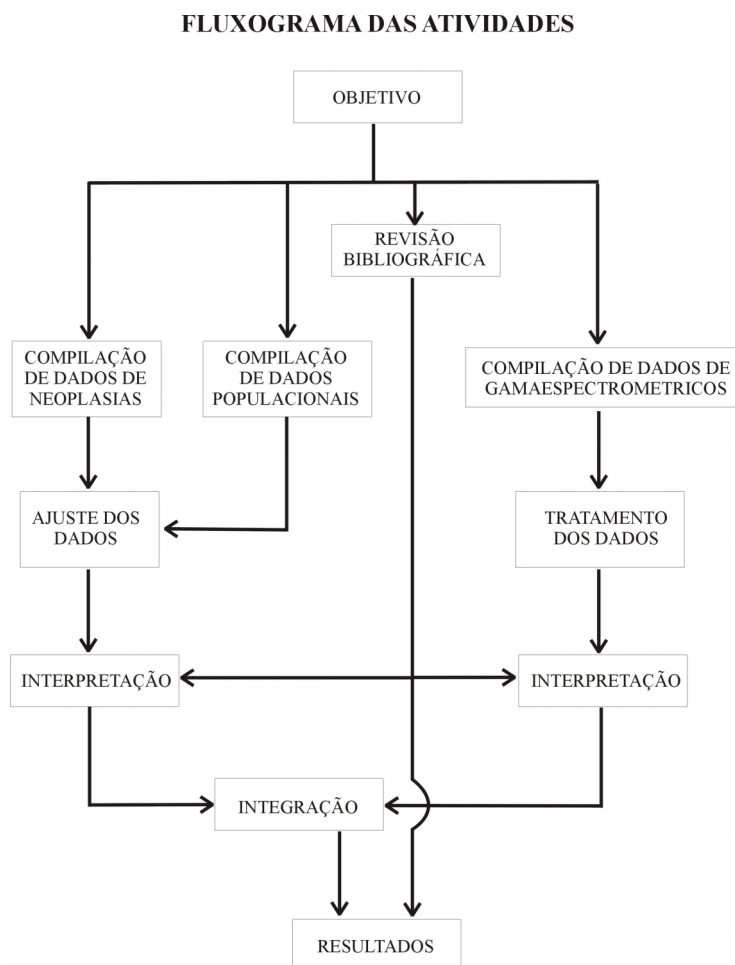 FLUXOGRAMA DAS ATIVIDADES
OBJETIVO
REVISÃO
BIBLIOGRÁFICA
COMPILAÇÃO
DE DADOS DE
NEOPLASIAS
COMPILAÇÃO
DE DADOS
POPULACIONAIS
COMPILAÇÃO DE DADOS DE
GAMAESPECTROMETRICOS
AJUSTE DOS
DADOS
TRATAMENTO
DOS DADOS
INTERPRETAÇÃO
INTERPRETAÇÃO
INTEGRAÇÃO
RESULTADOS